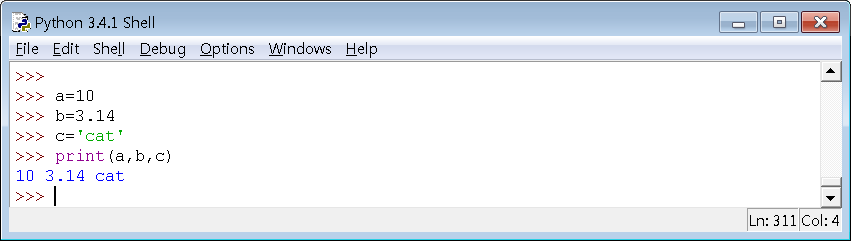 Python 3.4.1 Shell
File Edit Shell Debug Options Windows Help
>>>
>>> a=10
>>> b=3.14
>>> c='cat'
>>> print(a,b,c)
10 3.14 cat
>>>
Ln: 311 Col: 4